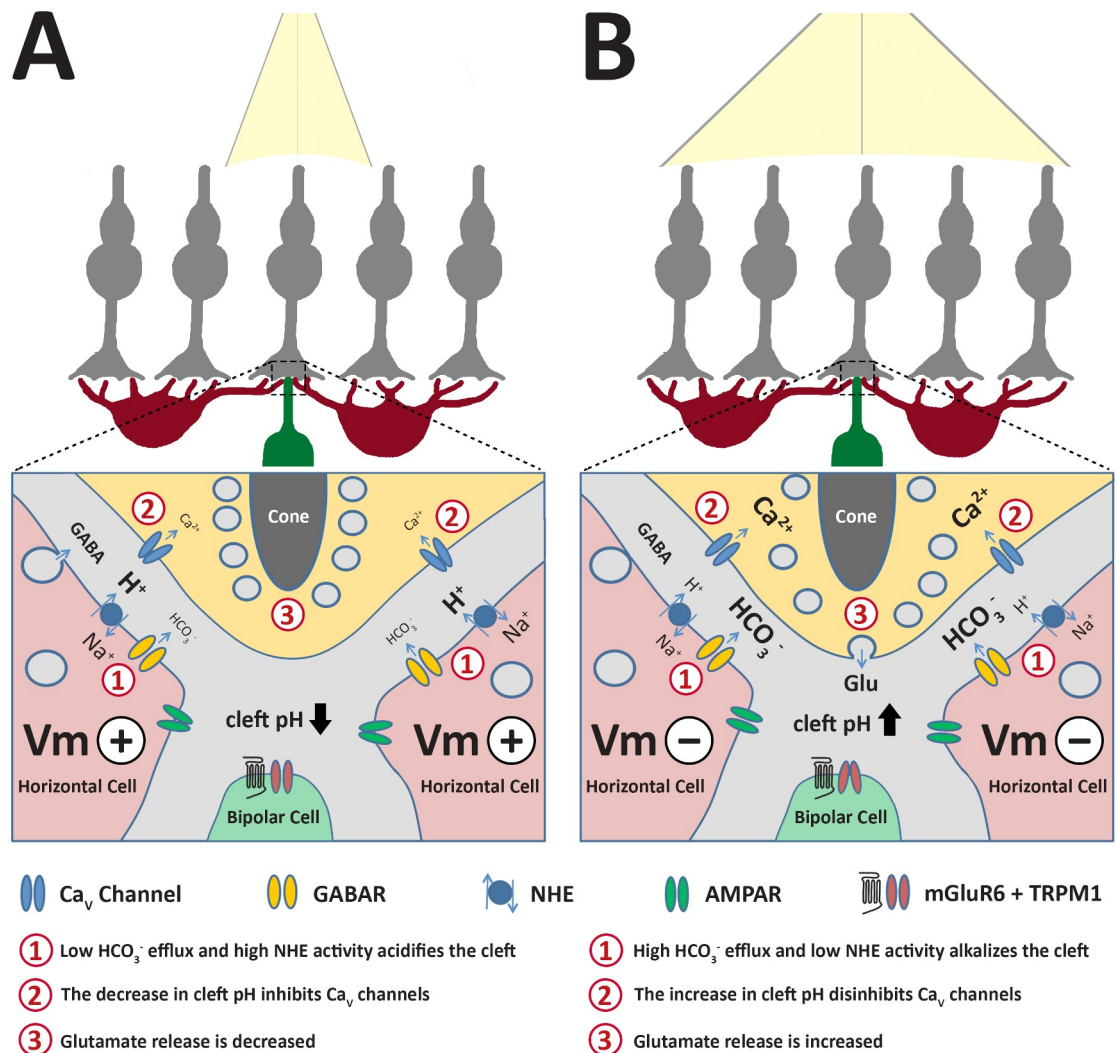 A
B
2
Ca²⁺
Cone
Ca²⁺
2
GABA
H⁺
3
H⁺
HCO₃⁻
HCO₃⁻
Na⁺
Na⁺
1
1
cleft pH
Vm +
Vm +
Horizontal Cell
Horizontal Cell
Bipolar Cell
2
Ca²⁺
Cone
Ca²⁺
2
GABA
H⁺
3
H⁺
HCO₃⁻
HCO₃⁻
Na⁺
Na⁺
1
1
Glu
cleft pH
Vm −
Vm −
Horizontal Cell
Horizontal Cell
Bipolar Cell
Caᵥ Channel
GABAR
NHE
AMPAR
mGluR6 + TRPM1
1 Low HCO₃⁻ efflux and high NHE activity acidifies the cleft
2 The decrease in cleft pH inhibits Caᵥ channels
3 Glutamate release is decreased
1 High HCO₃⁻ efflux and low NHE activity alkalizes the cleft
2 The increase in cleft pH disinhibits Caᵥ channels
3 Glutamate release is increased